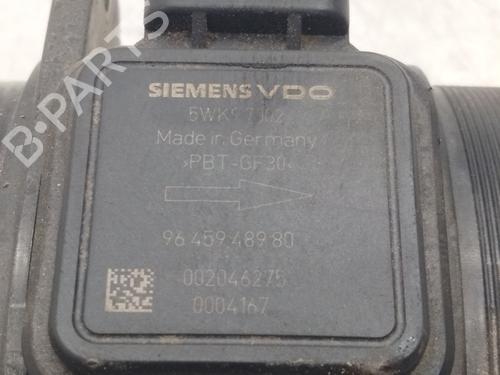 SIEMENS VDO
Made in Germany
>PBT-GF30<
96 459 489 80
002046275
0004167
B-PARTS